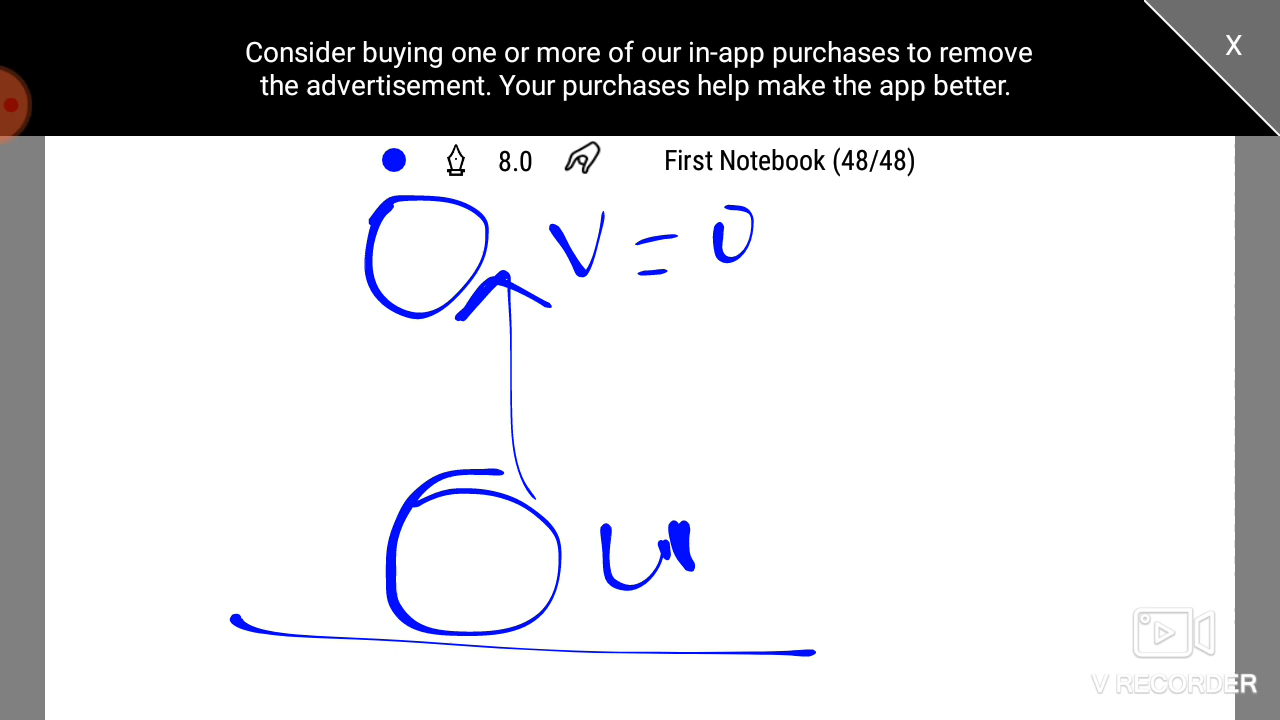 Consider buying one or more of our in-app purchases to remove
the advertisement. Your purchases help make the app better.
X
8.0 First Notebook (48/48)
V = 0
u
V RECORDER